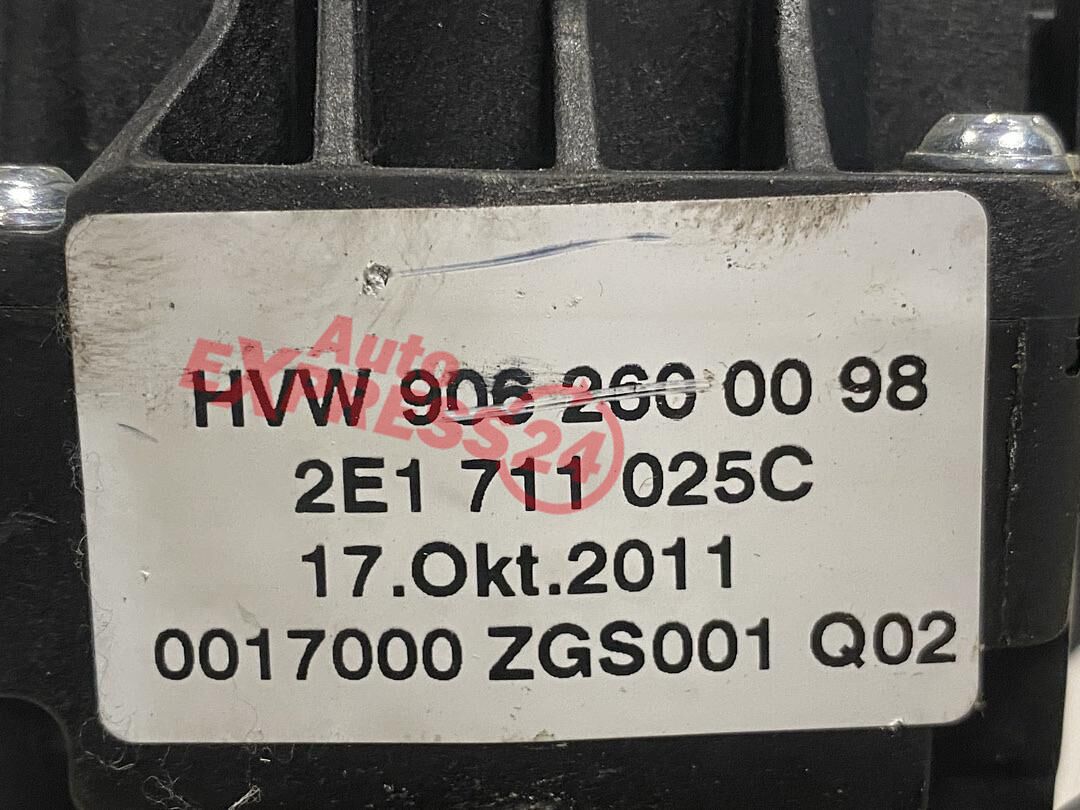 Auto
EXPRESS24
HVW 906 260 00 98
2E1 711 025C
17.Okt.2011
0017000 ZGS001 Q02